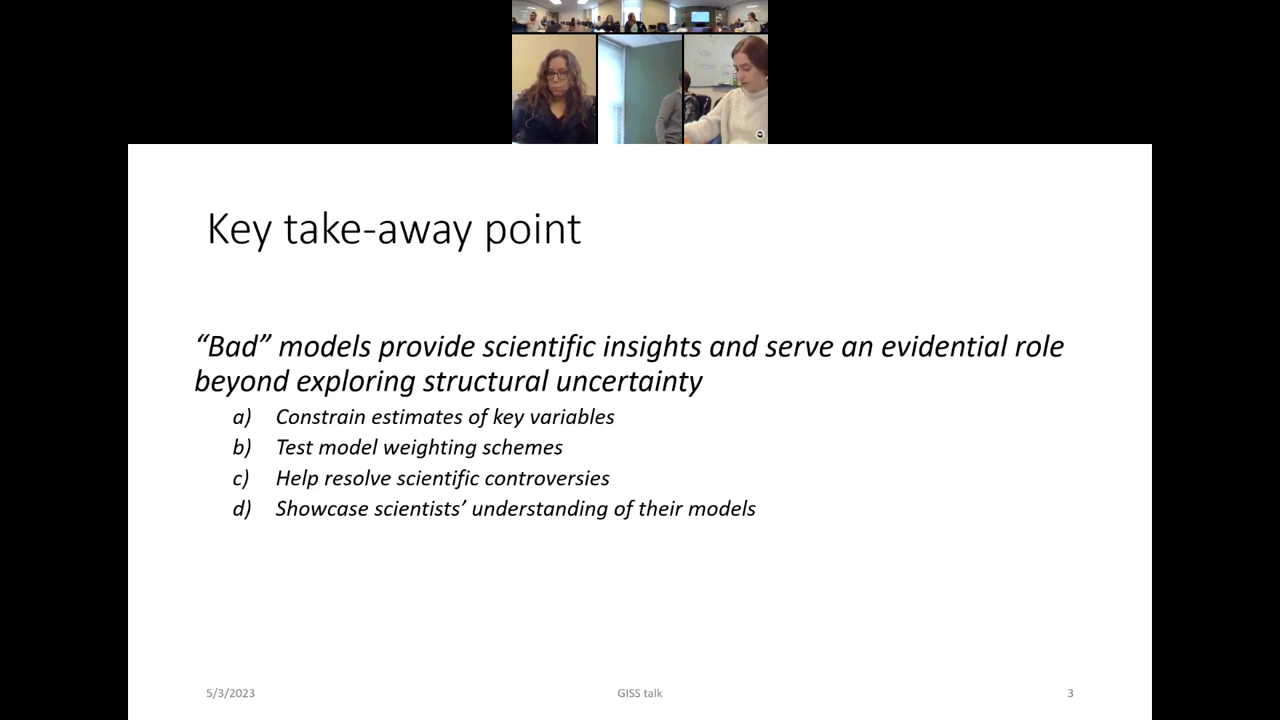 Key take-away point
“Bad” models provide scientific insights and serve an evidential role
beyond exploring structural uncertainty
a) Constrain estimates of key variables
b) Test model weighting schemes
c) Help resolve scientific controversies
d) Showcase scientists’ understanding of their models
5/3/2023
GISS talk
3